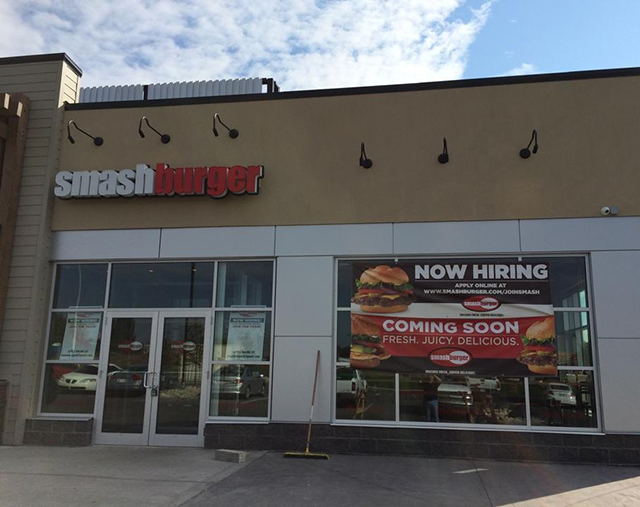 smashburger
NOW HIRING
APPLY ONLINE AT
WWW.SMASHBURGER.COM/JOINSMASH
smashburger
COMING SOON
FRESH. JUICY. DELICIOUS.
smashburger